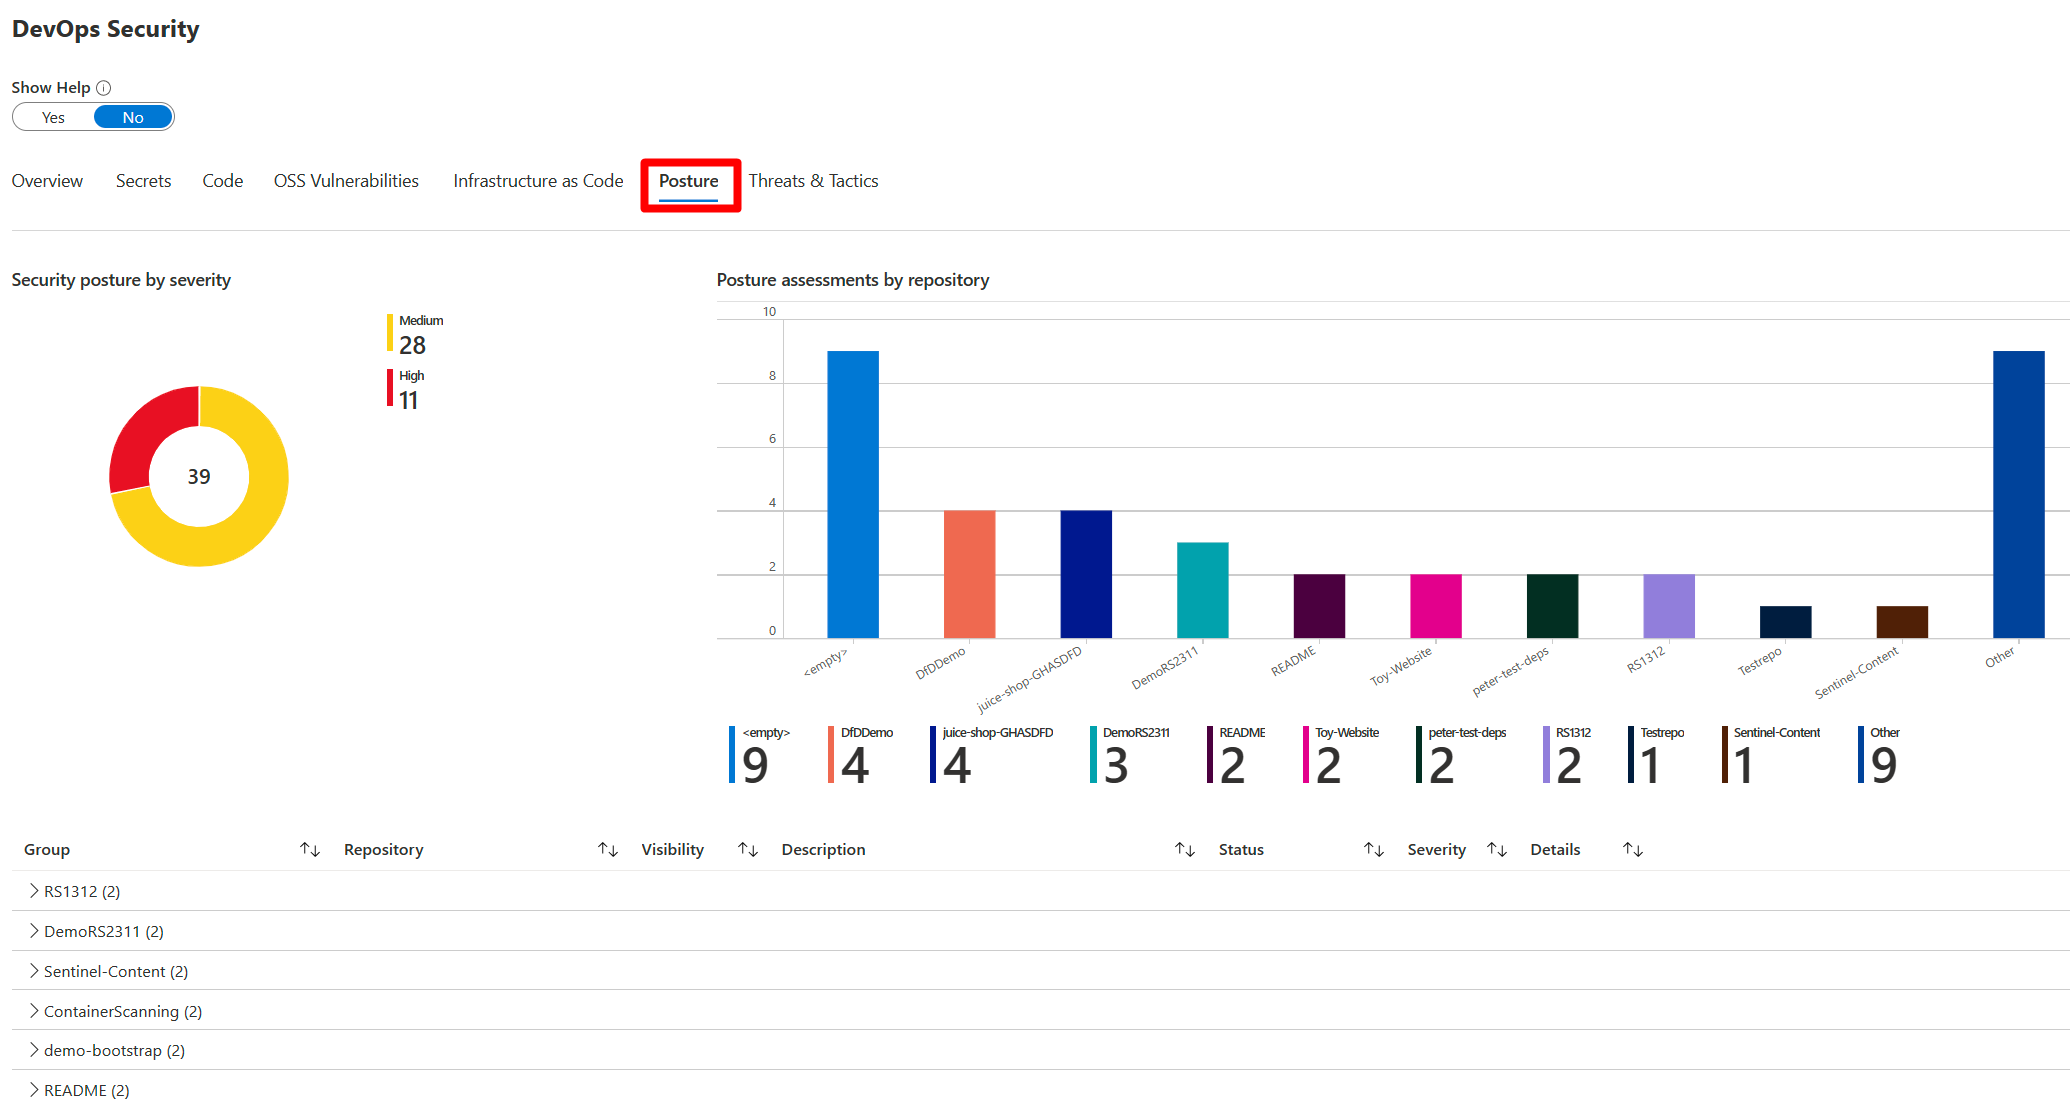 DevOps Security
Show Help
Yes No
Overview Secrets Code OSS Vulnerabilities Infrastructure as Code Posture Threats & Tactics
Security posture by severity
Medium
28
High
11
39
Posture assessments by repository
10
8
6
4
2
0
<empty> DfDDemo juice-shop-GHASDFD DemoRS2311 README Toy-Website peter-test-deps RS1312 Testrepo Sentinel-Content Other
<empty> DfDDemo juice-shop-GHASDFD DemoRS2311 README Toy-Website peter-test-deps RS1312 Testrepo Sentinel-Content Other
9 4 4 3 2 2 2 2 1 1 9
Group Repository Visibility Description Status Severity Details
RS1312 (2)
DemoRS2311 (2)
Sentinel-Content (2)
ContainerScanning (2)
demo-bootstrap (2)
README (2)